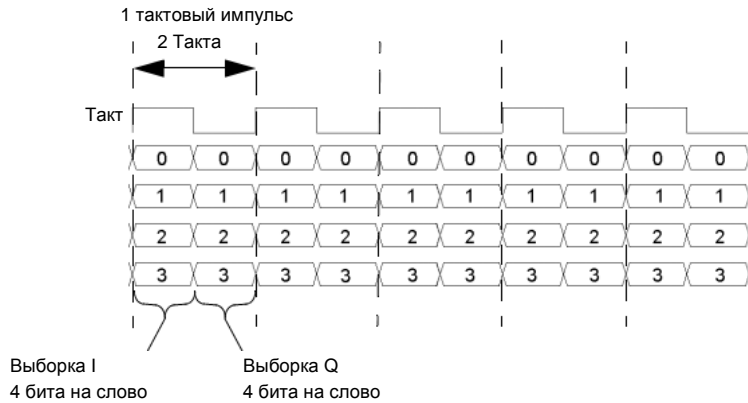 1 тактовый импульс
2 Такта
Такт
0 0 0 0 0 0 0 0 0 0
1 1 1 1 1 1 1 1 1 1
2 2 2 2 2 2 2 2 2 2
3 3 3 3 3 3 3 3 3 3
Выборка I Выборка Q
4 бита на слово 4 бита на слово